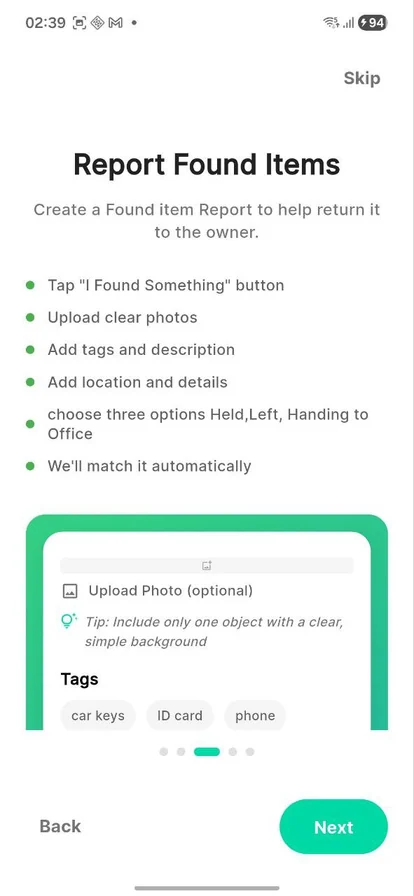 02:39
94
Skip
Report Found Items
Create a Found item Report to help return it
to the owner.
Tap "I Found Something" button
Upload clear photos
Add tags and description
Add location and details
choose three options Held,Left, Handing to
Office
We'll match it automatically
Upload Photo (optional)
Tip: Include only one object with a clear,
simple background
Tags
car keys ID card phone
Back Next